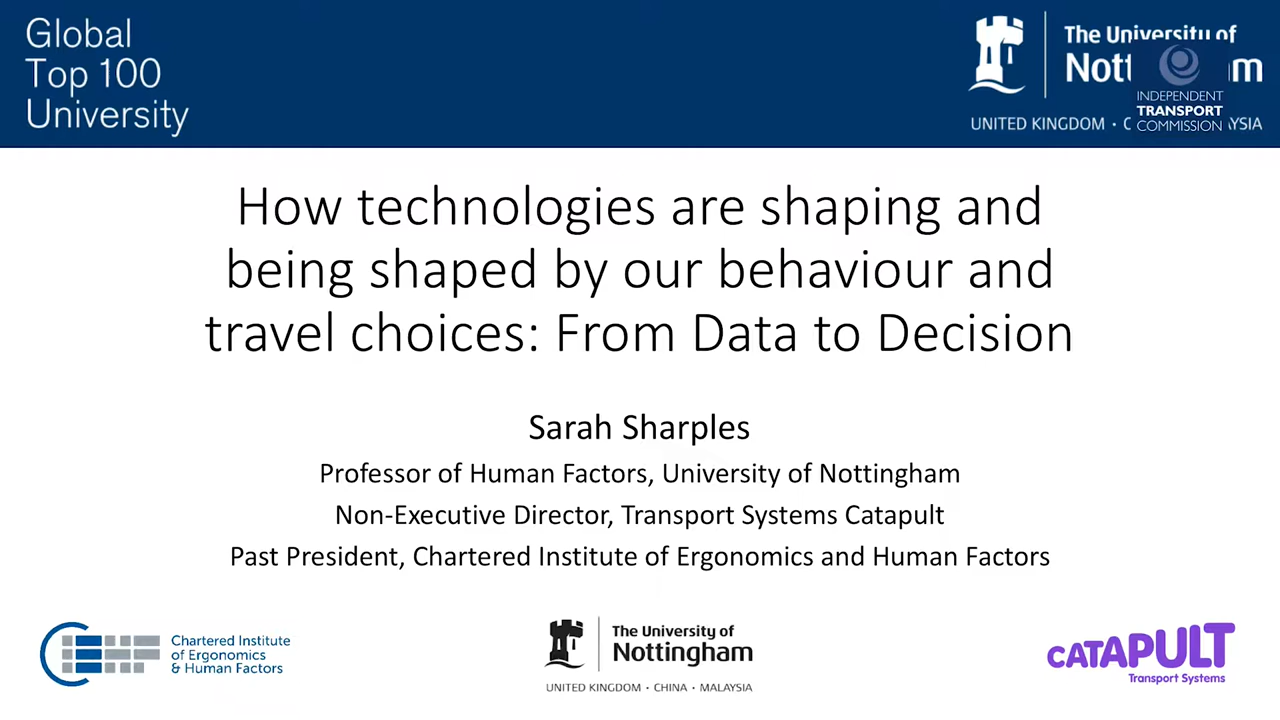 Global
Top 100
University
The University of
Nott
m
INDEPENDENT
TRANSPORT
COMMISSION
UNITED KINGDOM · C
YSIA
How technologies are shaping and
being shaped by our behaviour and
travel choices: From Data to Decision
Sarah Sharples
Professor of Human Factors, University of Nottingham
Non-Executive Director, Transport Systems Catapult
Past President, Chartered Institute of Ergonomics and Human Factors
Chartered Institute
of Ergonomics
& Human Factors
The University of
Nottingham
UNITED KINGDOM · CHINA · MALAYSIA
CATAPULT
Transport Systems